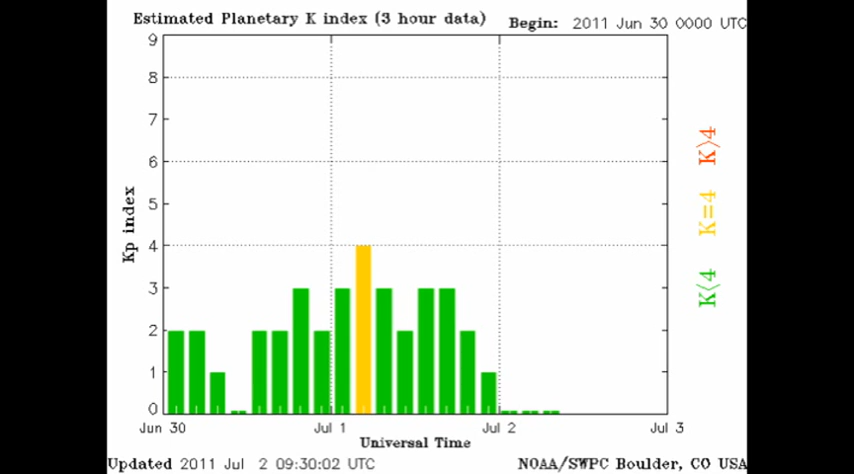 Estimated Planetary K index (3 hour data)
Begin: 2011 Jun 30 0000 UTC
9
8
7
6
5
4
3
2
1
0
Kp index
K>4
K=4
K<4
Jun 30
Jul 1
Jul 2
Jul 3
Universal Time
Updated 2011 Jul 2 09:30:02 UTC
NOAA/SWPC Boulder, CO USA